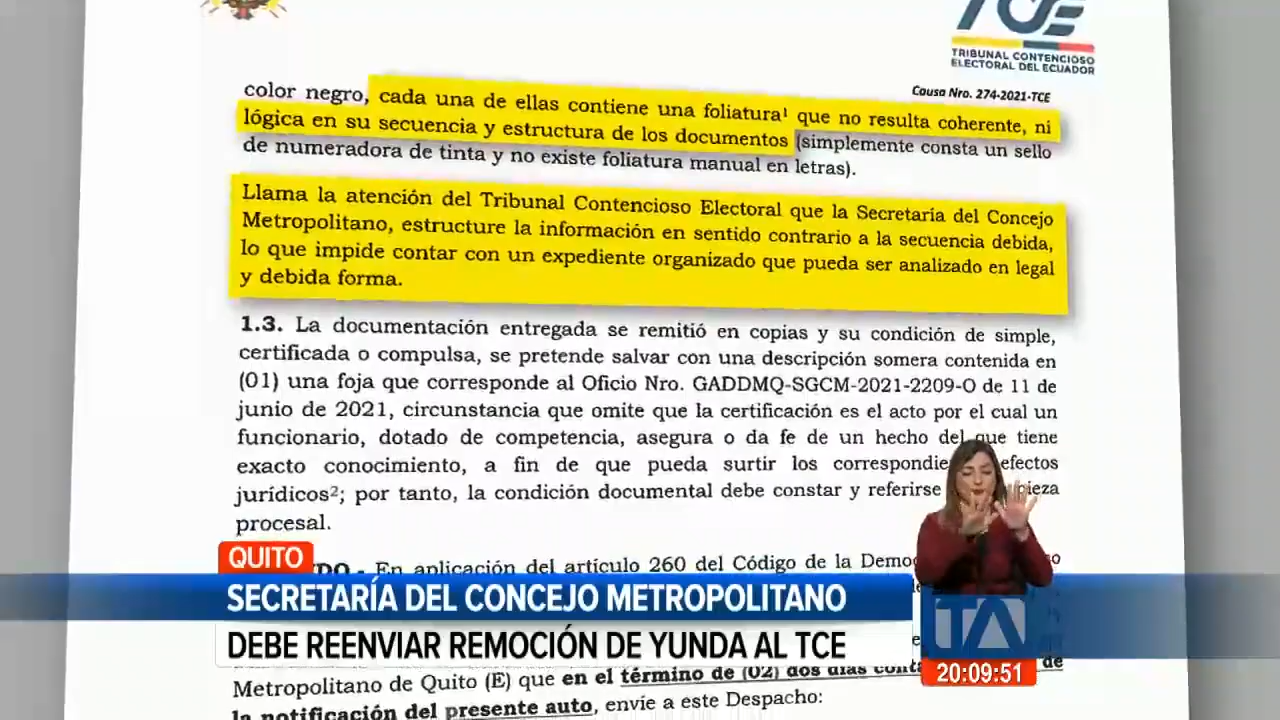 TCE
TRIBUNAL CONTENCIOSO
ELECTORAL DEL ECUADOR
Causa Nro. 274-2021-TCE
color negro, cada una de ellas contiene una foliatura¹ que no resulta coherente, ni
lógica en su secuencia y estructura de los documentos (simplemente consta un sello
de numeradora de tinta y no existe foliatura manual en letras).
Llama la atención del Tribunal Contencioso Electoral que la Secretaría del Concejo
Metropolitano, estructure la información en sentido contrario a la secuencia debida,
lo que impide contar con un expediente organizado que pueda ser analizado en legal
y debida forma.
1.3. La documentación entregada se remitió en copias y su condición de simple,
certificada o compulsa, se pretende salvar con una descripción somera contenida en
(01) una foja que corresponde al Oficio Nro. GADDMQ-SGCM-2021-2209-O de 11 de
junio de 2021, circunstancia que omite que la certificación es el acto por el cual un
funcionario, dotado de competencia, asegura o da fe de un hecho del que tiene
exacto conocimiento, a fin de que pueda surtir los correspondie efectos
jurídicos²; por tanto, la condición documental debe constar y referirse pieza
procesal.
En aplicación del artículo 260 del Código de la Democ
QUITO
SECRETARÍA DEL CONCEJO METROPOLITANO
DEBE REENVIAR REMOCIÓN DE YUNDA AL TCE
TA
20:09:51
Metropolitano de Quito (E) que en el término de (02) dos días conta de
la notificación del presente auto, envíe a este Despacho: